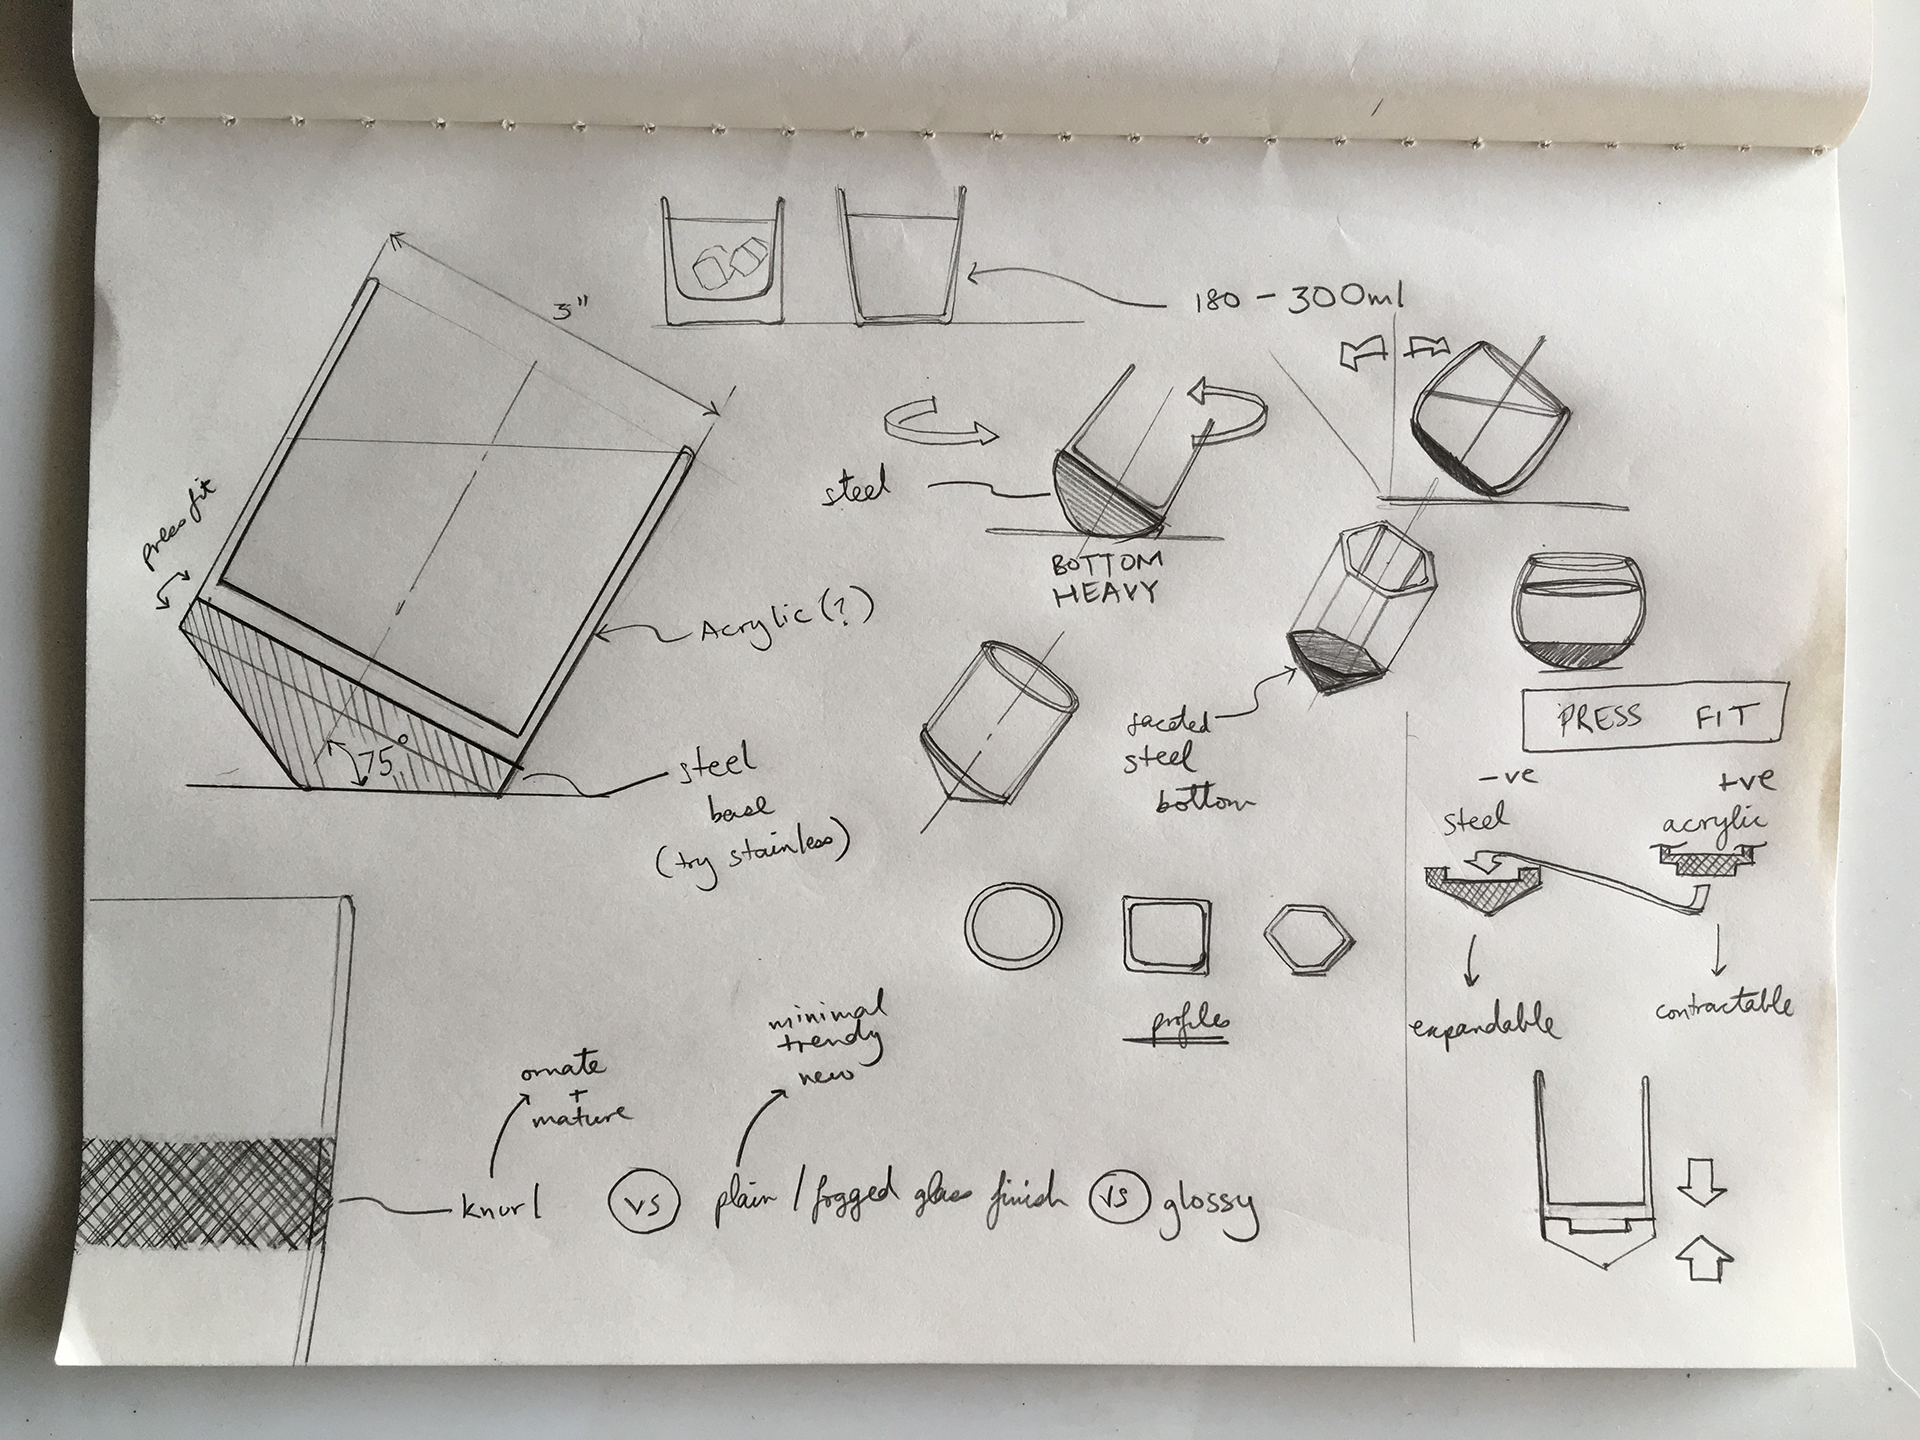 3"
180 - 300ml
press fit
steel
BOTTOM
HEAVY
Acrylic (?)
75°
steel
base
(try stainless)
faceted
steel
bottom
PRESS FIT
-ve
steel
+ve
acrylic
expandable
contractable
profiles
minimal
trendy
new
ornate
+
mature
knurl vs plain / fogged glass finish vs glossy